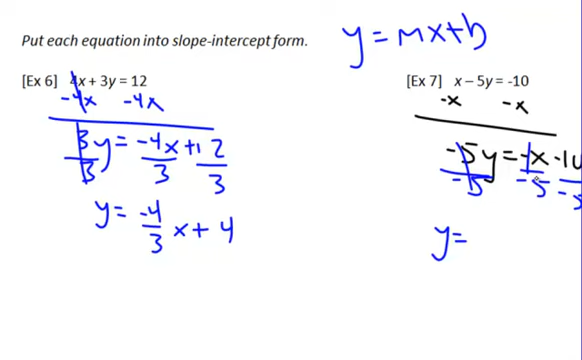 Put each equation into slope-intercept form.
y = mx + b
[Ex 6] 4x + 3y = 12
-4x -4x
3y = -4x + 12
3 3 3
y = -4/3 x + 4
[Ex 7] x – 5y = -10
-x -x
-5y = -x - 10
-5 -5 -5
y =